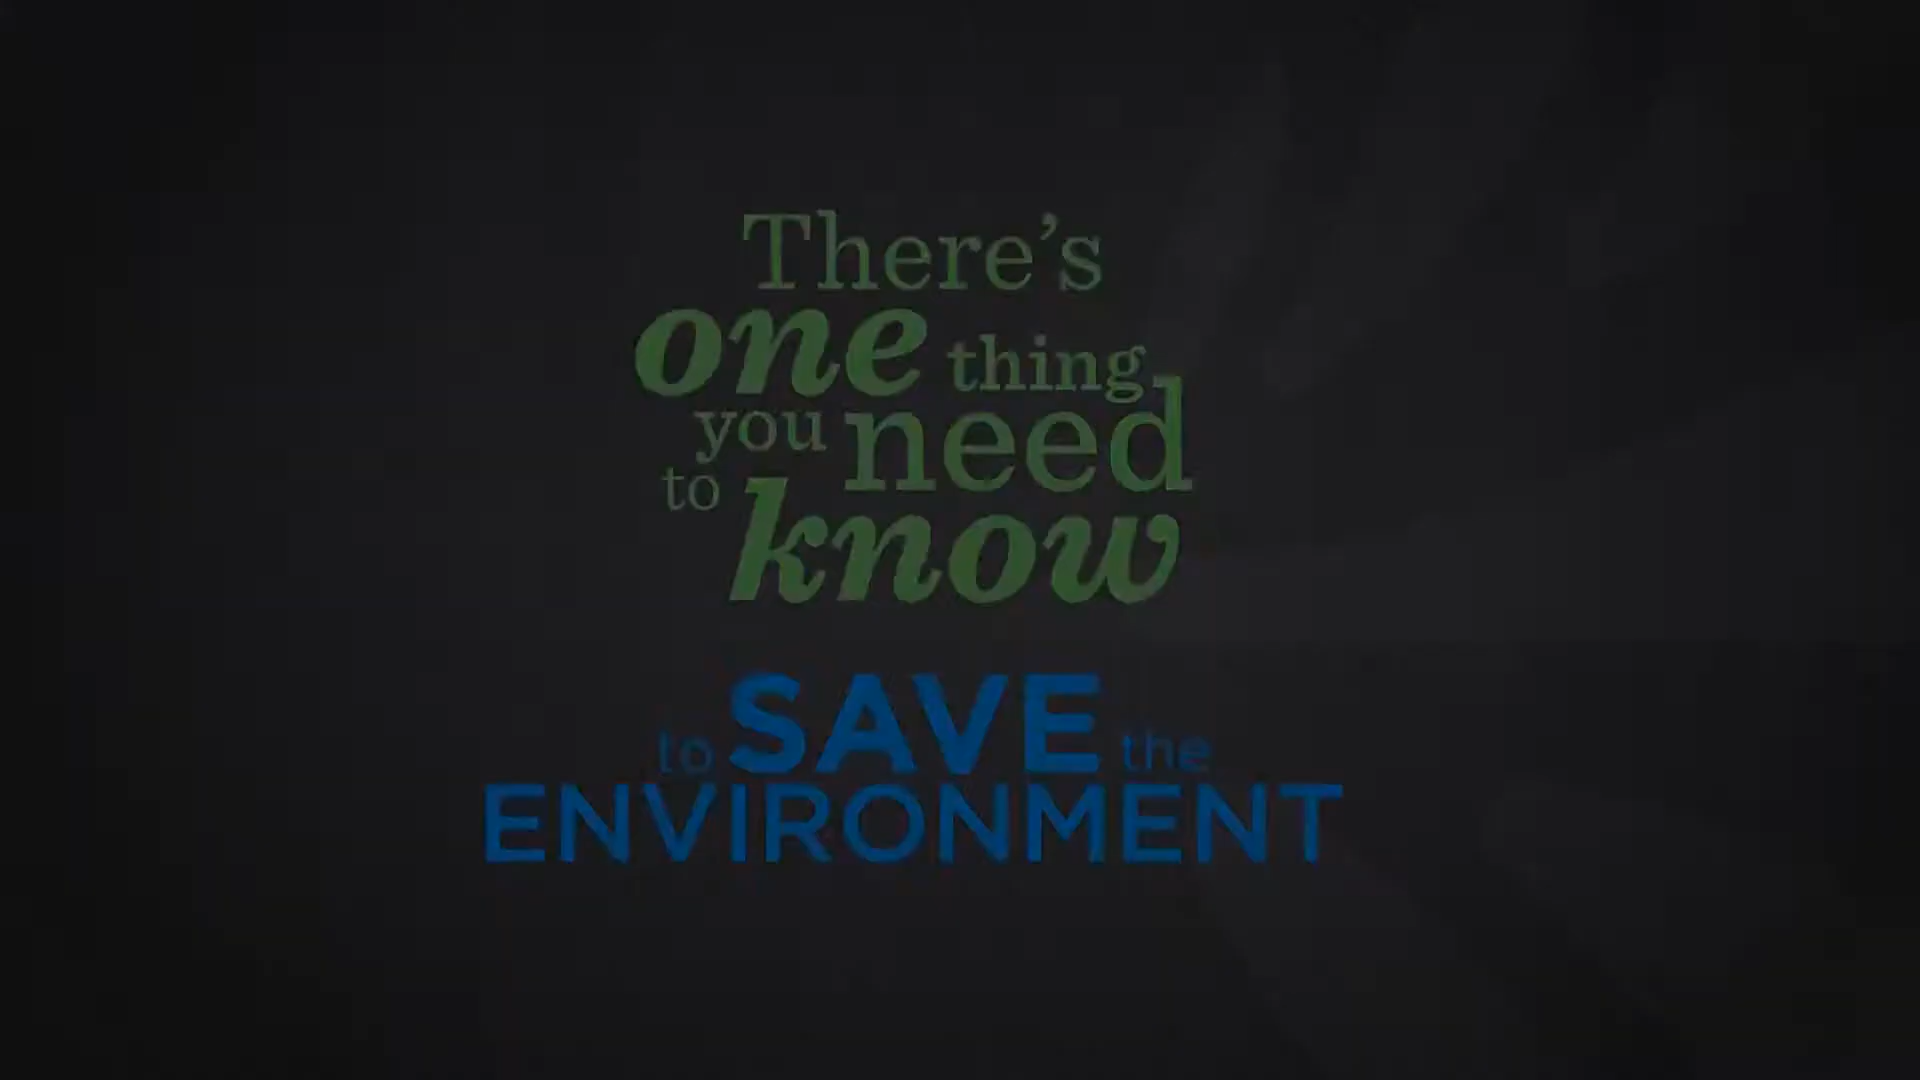 There's
one thing
you need
to know
to SAVE the
ENVIRONMENT